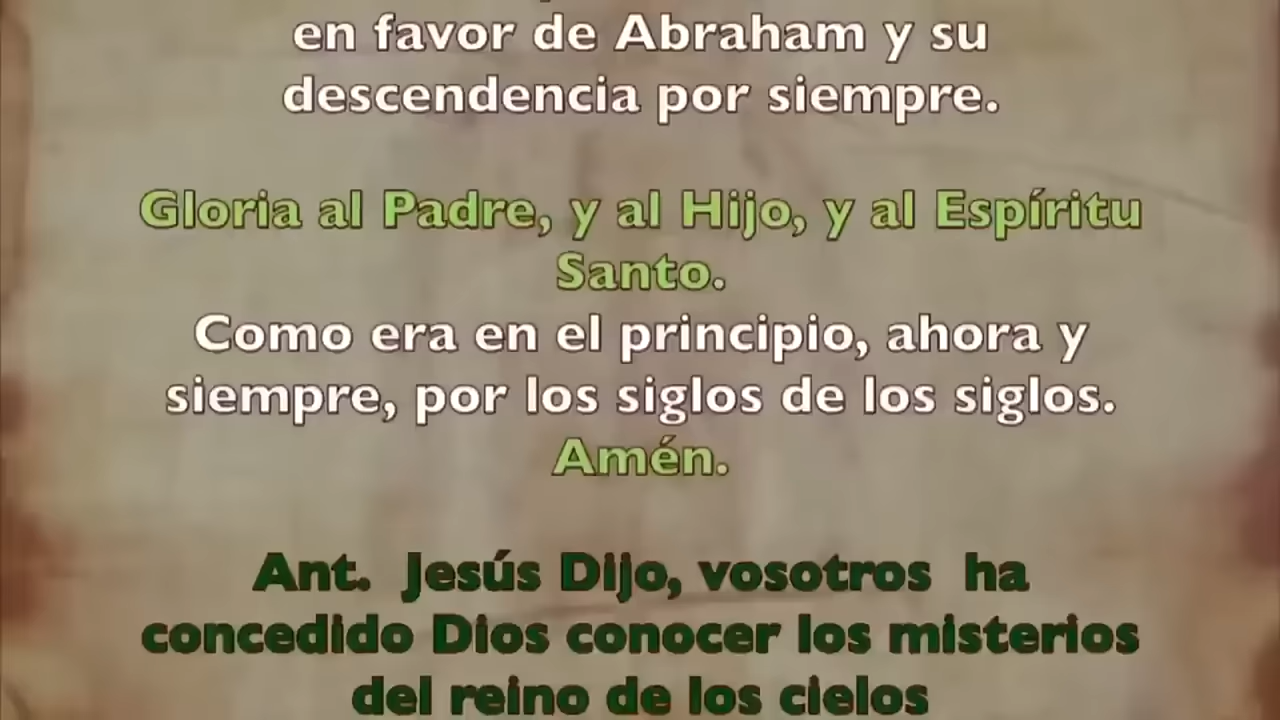 en favor de Abraham y su
descendencia por siempre.
Gloria al Padre, y al Hijo, y al Espíritu
Santo.
Como era en el principio, ahora y
siempre, por los siglos de los siglos.
Amén.
Ant. Jesús Dijo, vosotros ha
concedido Dios conocer los misterios
del reino de los cielos